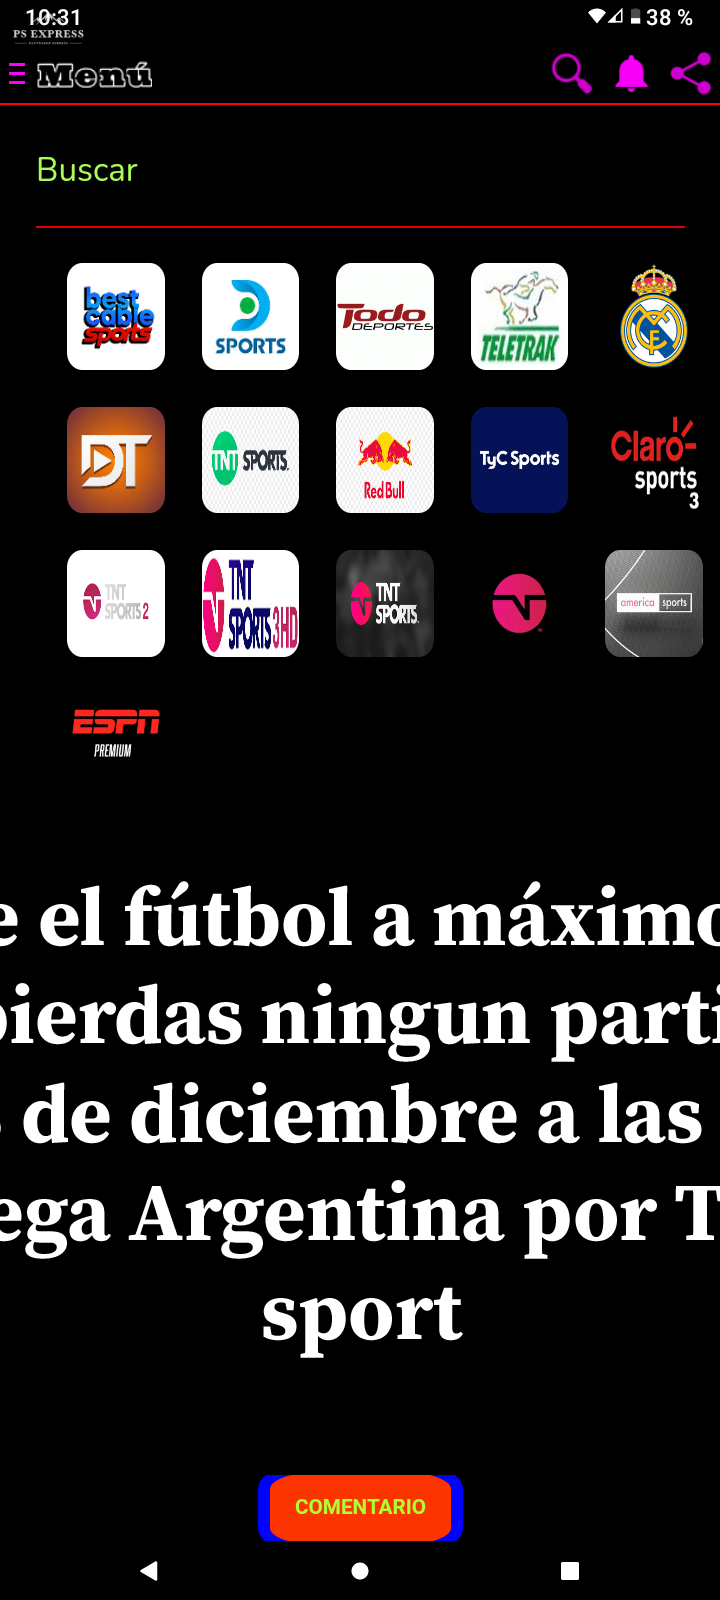 10:31
38 %
PS EXPRESS
Menú
Buscar
best cable sports
D SPORTS
Todo DEPORTES
TELETRAK
DT
TNT SPORTS
Red Bull
TyC Sports
Claro sports 3
TNT SPORTS 2
TNT SPORTS 3HD
TNT SPORTS
america sports
ESPN PREMIUM
e el fútbol a máximo
pierdas ningun parti
de diciembre a las
ega Argentina por T
sport
COMENTARIO